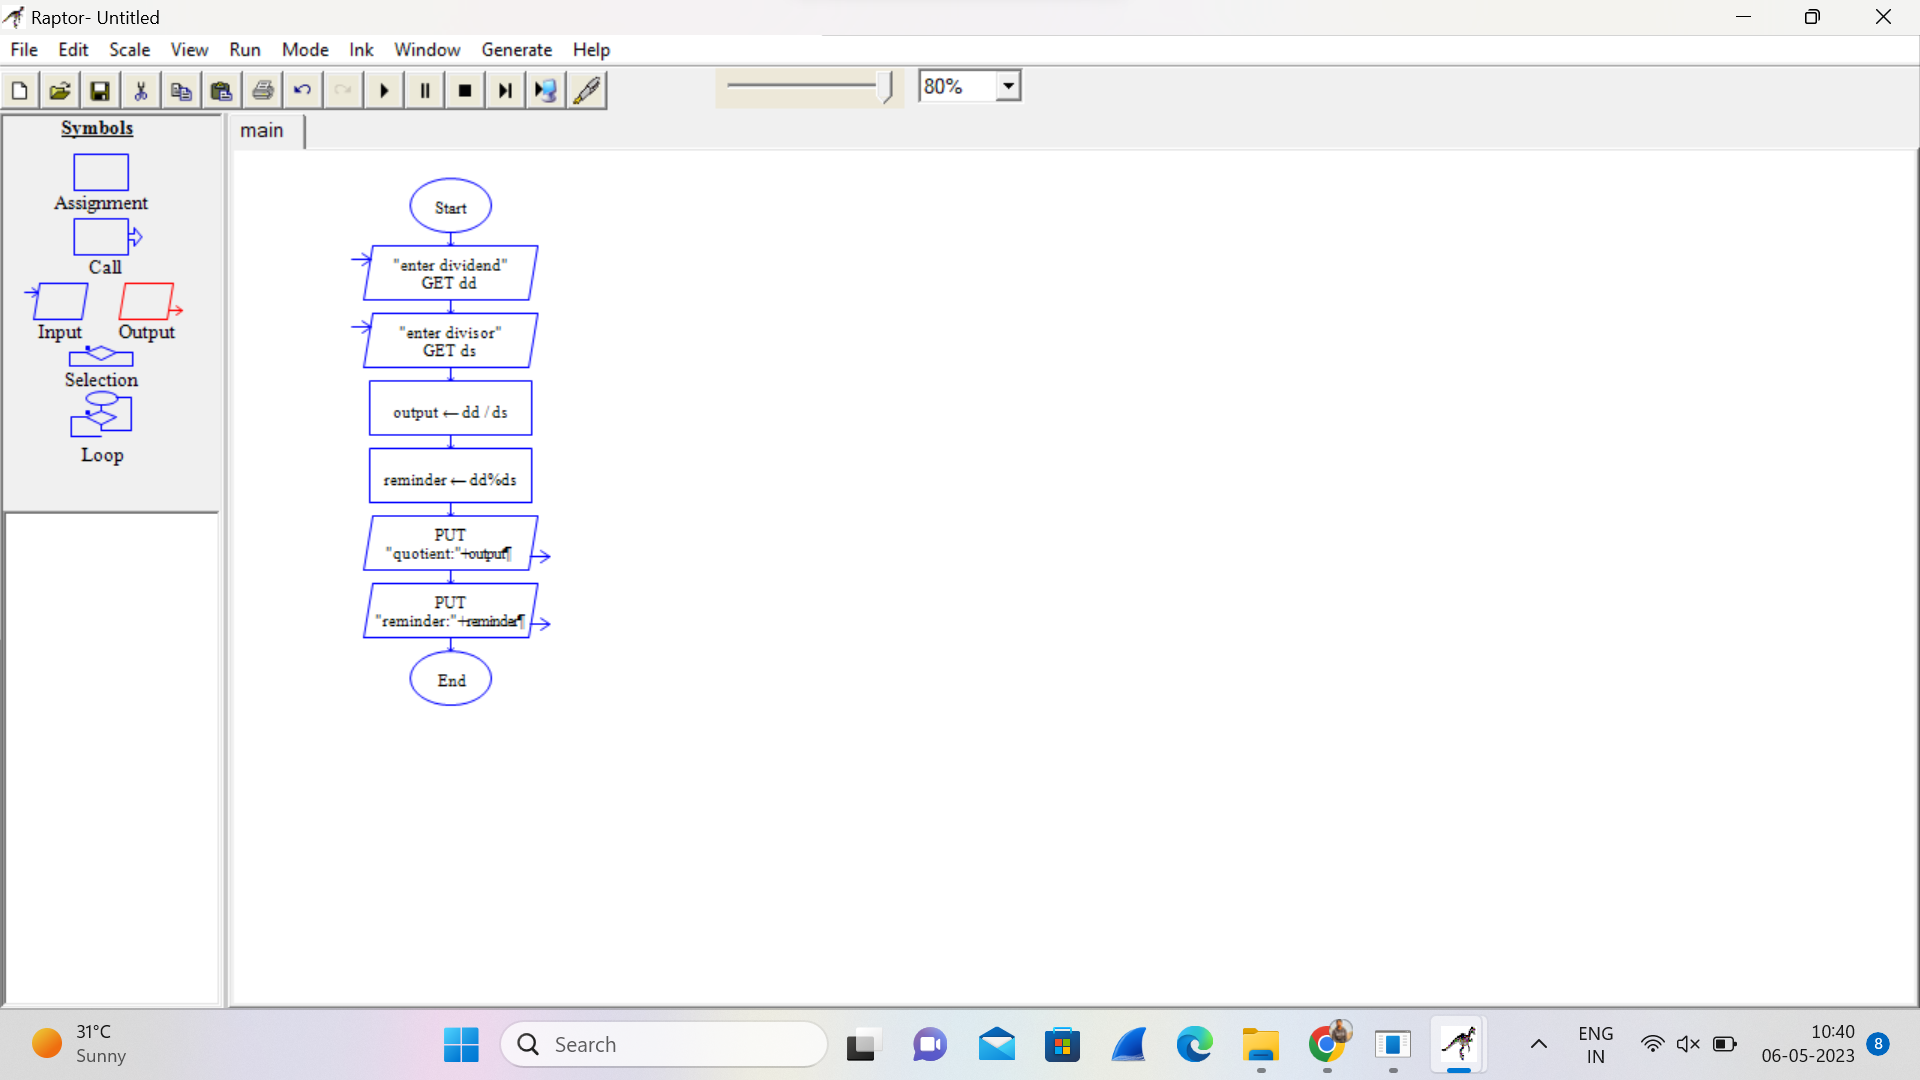 Raptor- Untitled
File Edit Scale View Run Mode Ink Window Generate Help
80%
Symbols
Assignment
Call
Input Output
Selection
Loop
main
Start
"enter dividend"
GET dd
"enter divisor"
GET ds
output ← dd / ds
reminder ← dd%ds
PUT
"quotient:"+output¶
PUT
"reminder:"+reminder¶
End
31°C
Sunny
Search
ENG
IN
10:40
06-05-2023
8